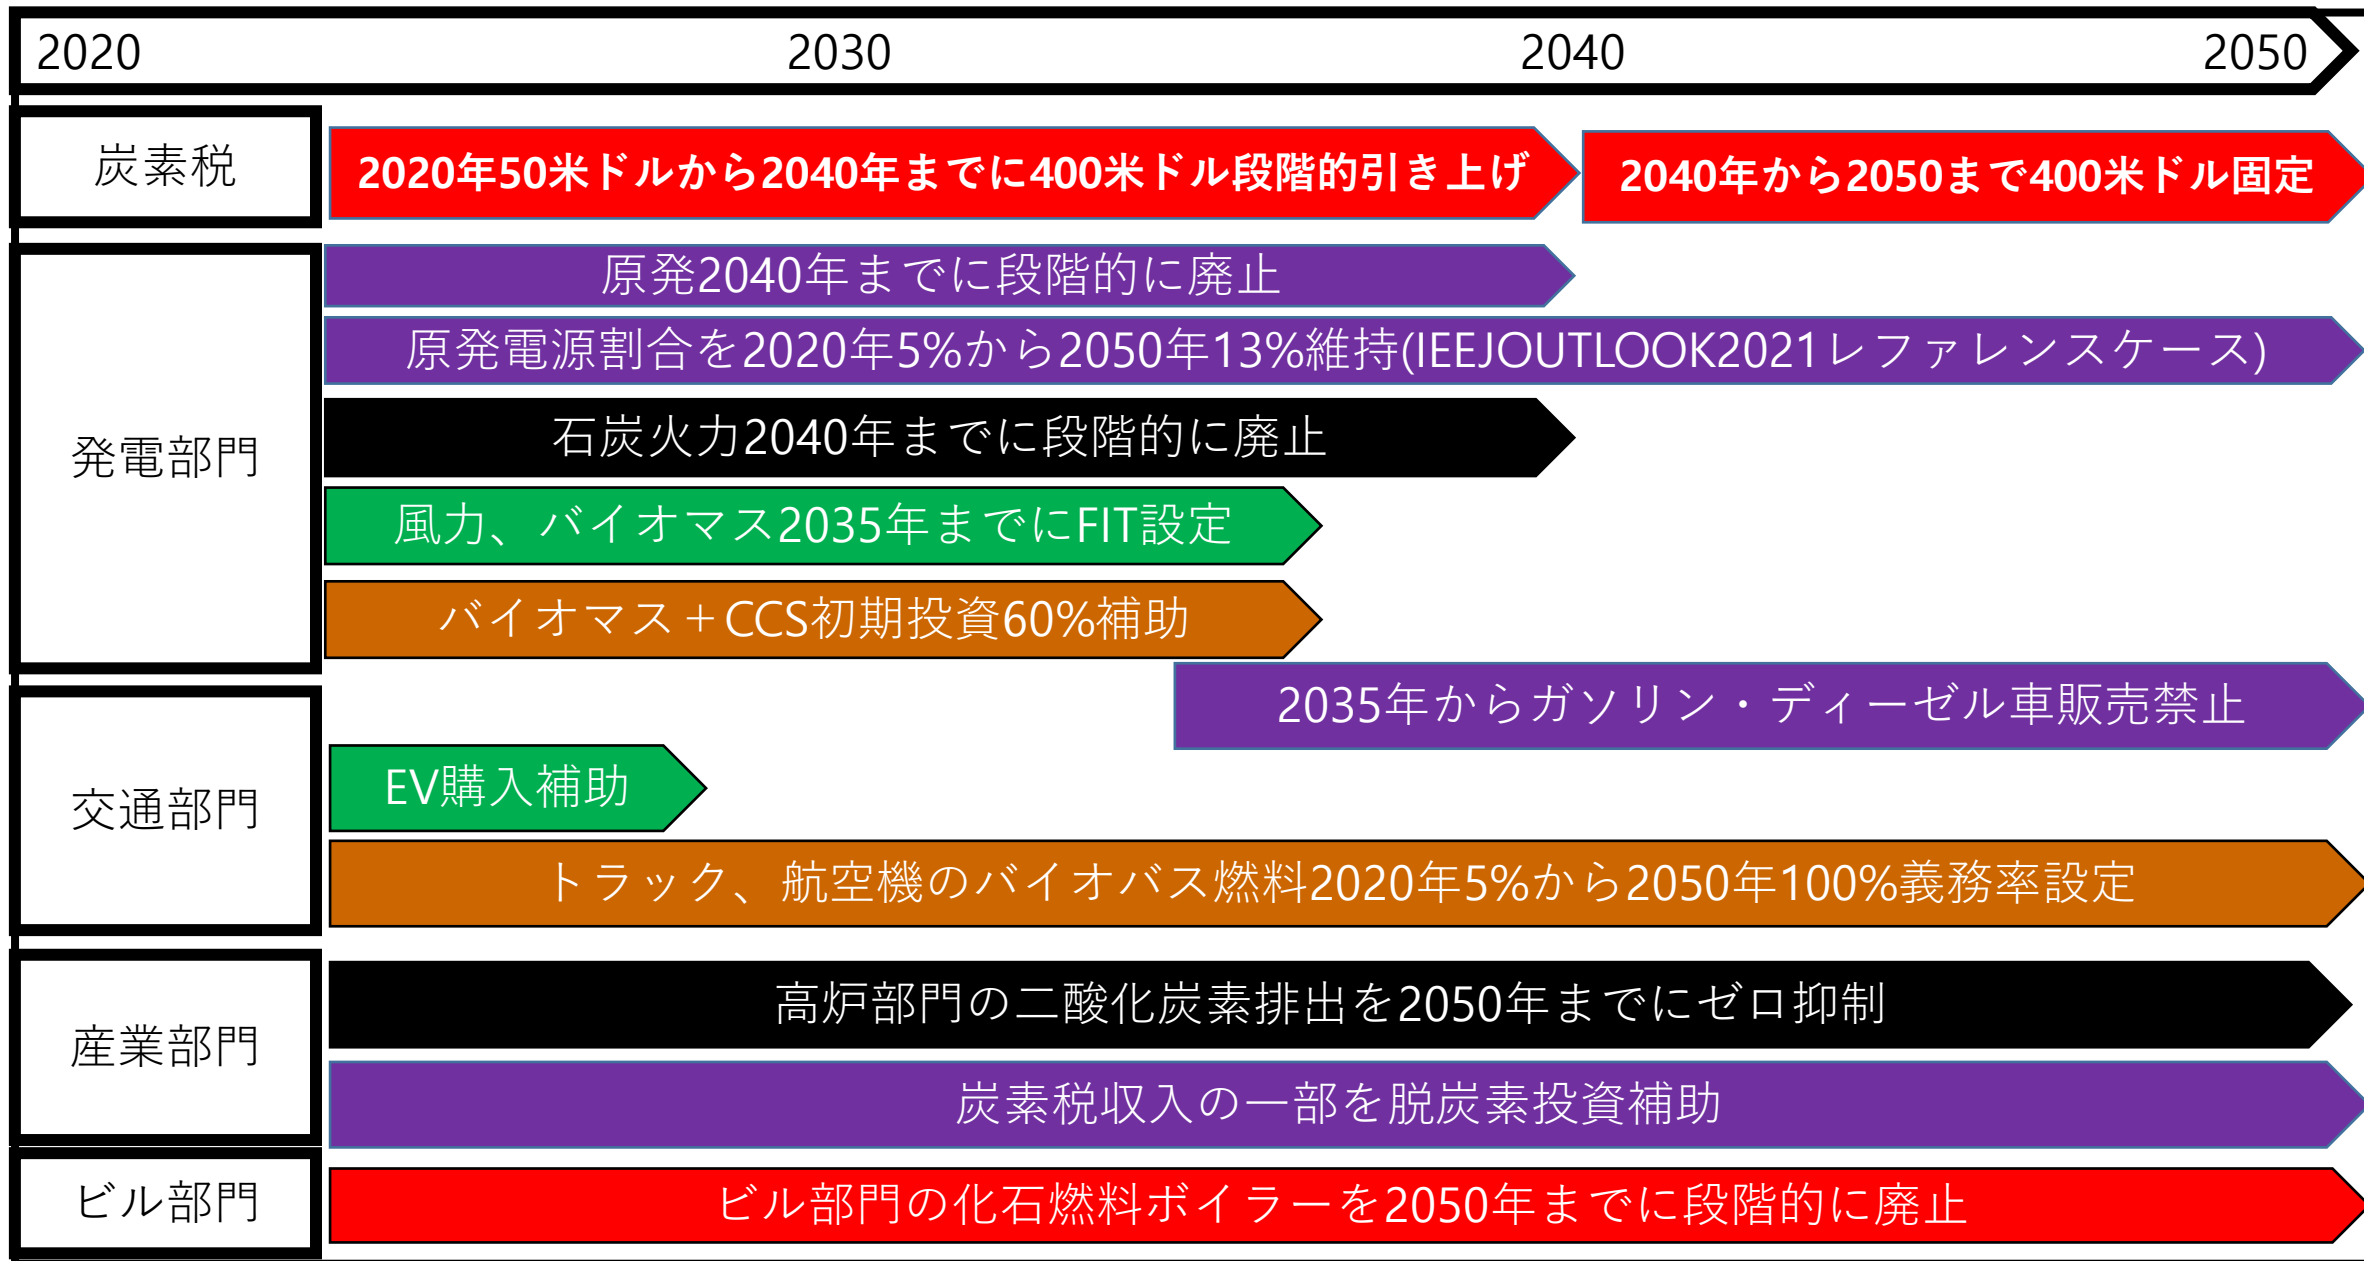 2020 2030 2040 2050
炭素税
2020年50米ドルから2040年までに400米ドル段階的引き上げ
2040年から2050まで400米ドル固定
発電部門
原発2040年までに段階的に廃止
原発電源割合を2020年5%から2050年13%維持(IEEJOUTLOOK2021レファレンスケース)
石炭火力2040年までに段階的に廃止
風力、バイオマス2035年までにFIT設定
バイオマス＋CCS初期投資60%補助
交通部門
2035年からガソリン・ディーゼル車販売禁止
EV購入補助
トラック、航空機のバイオバス燃料2020年5%から2050年100%義務率設定
産業部門
高炉部門の二酸化炭素排出を2050年までにゼロ抑制
炭素税収入の一部を脱炭素投資補助
ビル部門
ビル部門の化石燃料ボイラーを2050年までに段階的に廃止